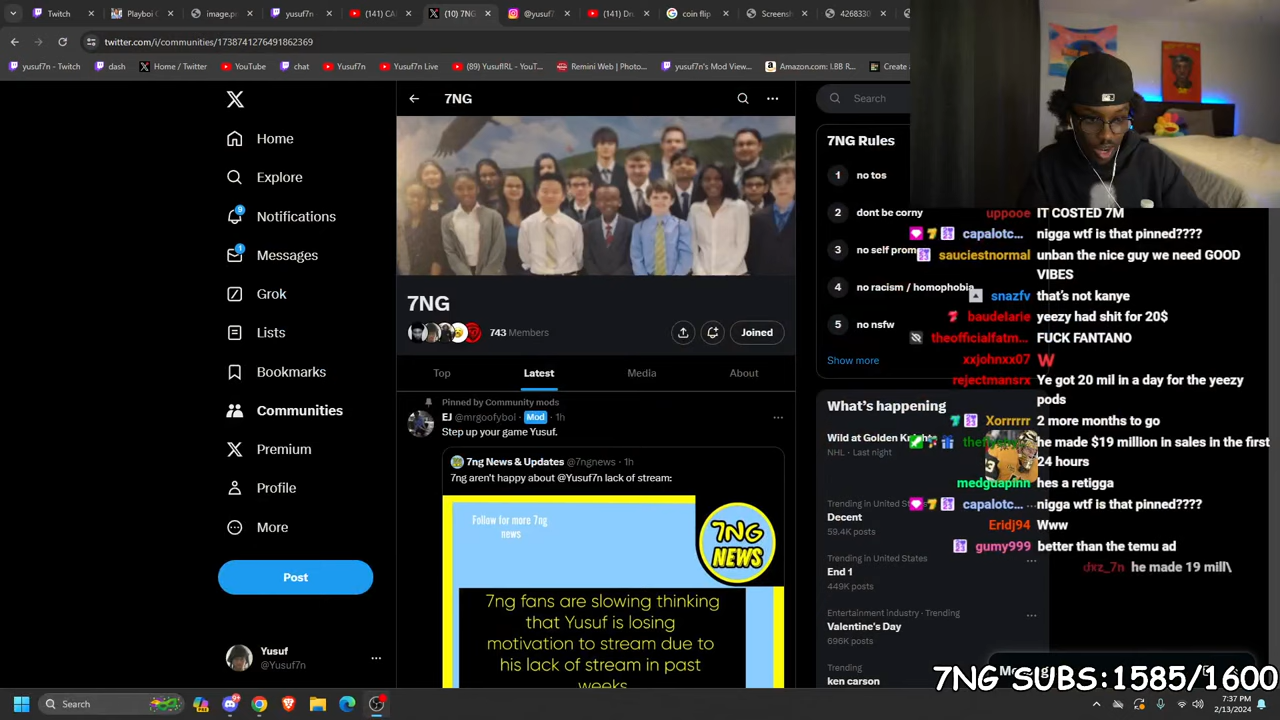 Twitch
Playboi C
image.p
yusuf7n
(141) CA
(10) 7NG
@yusuf7
(141) Dr
coin flip
Screensh
4268330
twitter.com/i/communities/1738741276491862369
yusuf7n - Twitch
dash
Home / Twitter
YouTube
chat
Yusuf7n
Yusuf7n Live
(89) YusufIRL - YouT...
Remini Web | Photo...
yusuf7n's Mod View...
Amazon.com: I.8B R...
Create a
Home
Explore
9
Notifications
1
Messages
Grok
Lists
Bookmarks
Communities
Premium
Profile
More
Post
Yusuf
@Yusuf7n
7NG
7NG
743 Members
Joined
Top
Latest
Media
About
Pinned by Community mods
EJ @mrgoofybol · Mod · 1h
Step up your game Yusuf.
7ng News & Updates @7ngnews · 1h
7ng aren't happy about @Yusuf7n lack of stream:
Follow for more 7ng
news
7NG
NEWS
7ng fans are slowing thinking
that Yusuf is losing
motivation to stream due to
his lack of stream in past
weeks
Search
7NG Rules
1 no tos
2 dont be corny
3 no self prom
4 no racism / homophobia
5 no nsfw
Show more
What's happening
Wild at Golden Knights
NHL · Last night
Trending in United States
Decent
59.4K posts
Trending in United States
End 1
449K posts
Entertainment industry · Trending
Valentine's Day
696K posts
Trending
ken carson
uppooe IT COSTED 7M
capalotc... nigga wtf is that pinned????
sauciestnormal unban the nice guy we need GOOD
VIBES
snazfv that's not kanye
baudelarie yeezy had shit for 20$
theofficialfatm... FUCK FANTANO
xxjohnxx07 W
rejectmansrx Ye got 20 mil in a day for the yeezy
pods
Xorrrrrr 2 more months to go
he made $19 million in sales in the first
24 hours
medguapinn hes a retigga
capalotc... nigga wtf is that pinned????
Eridj94 Www
gumy999 better than the temu ad
chrz_7n he made 19 mill\
7NG SUBS:1585/1600
Search
7:37 PM
2/13/2024